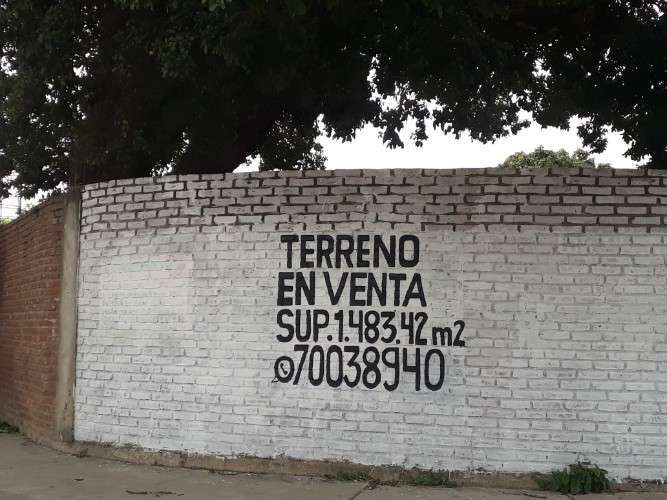 TERRENO
EN VENTA
SUP. 1.483.42 m2
70038940